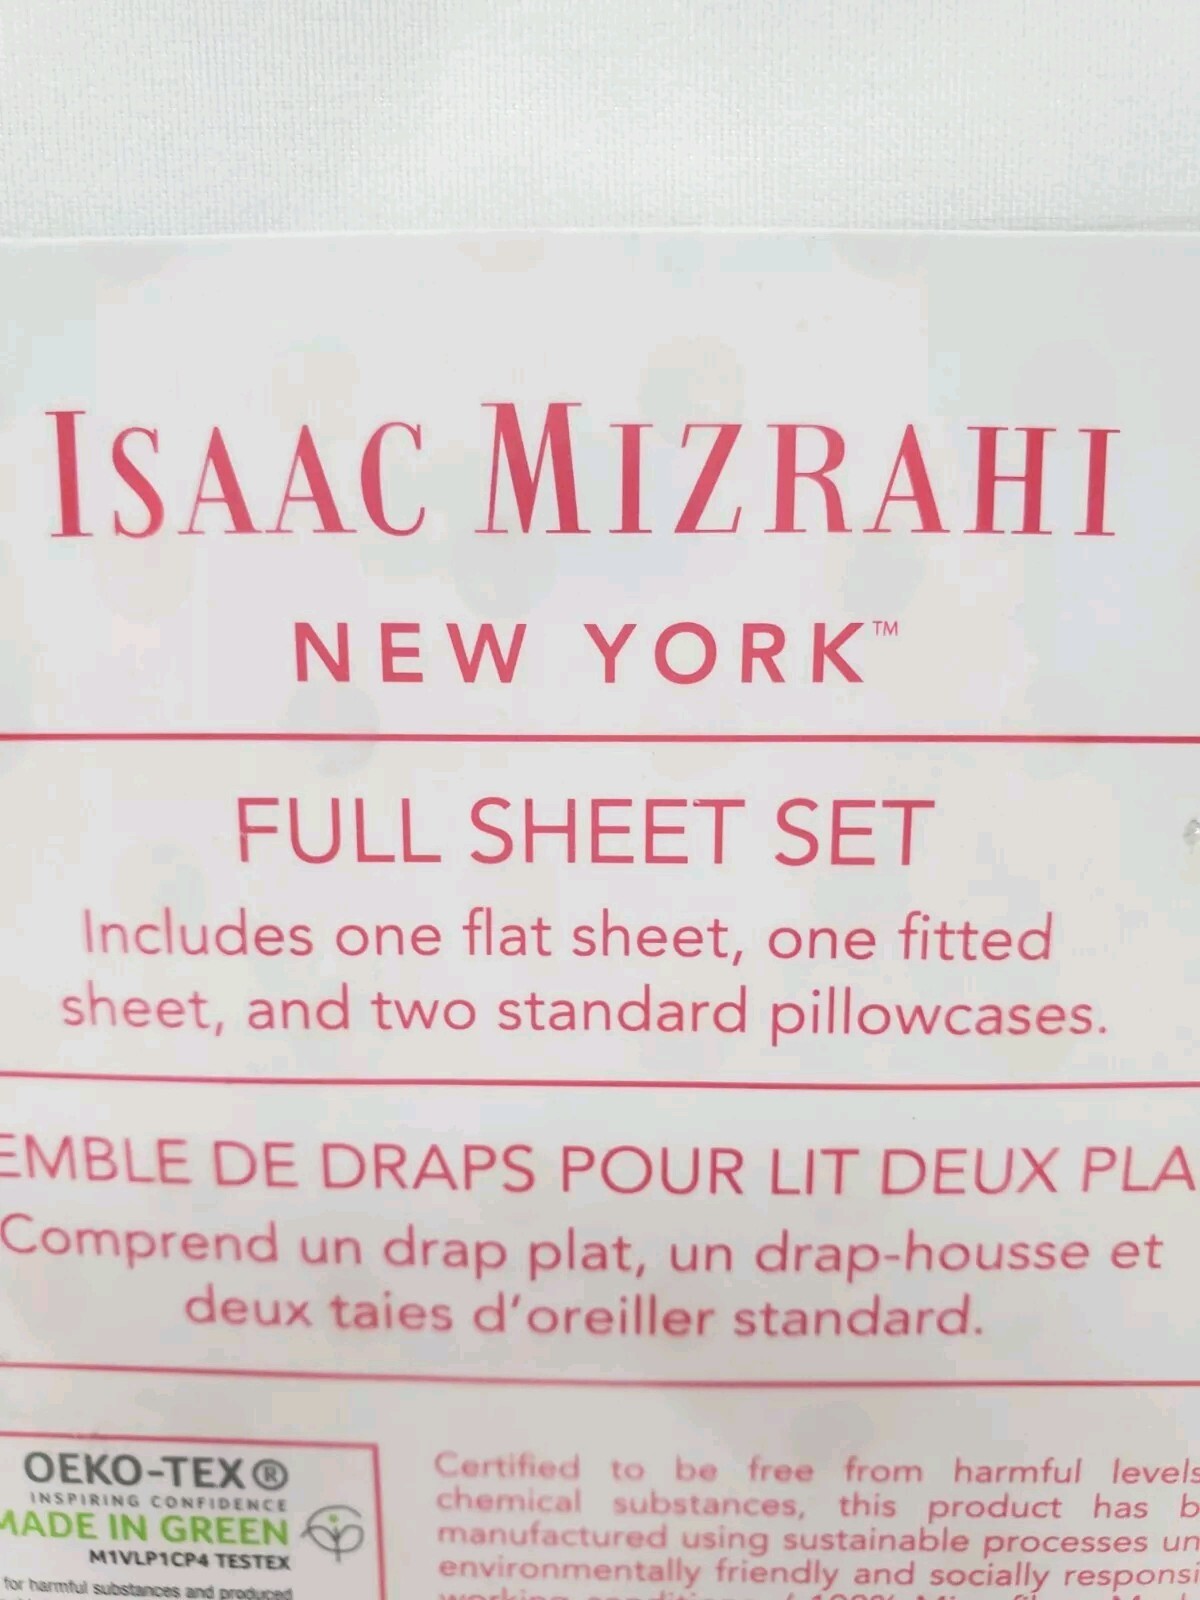 ISAAC MIZRAHI
NEW YORK™
FULL SHEET SET
Includes one flat sheet, one fitted
sheet, and two standard pillowcases.
EMBLE DE DRAPS POUR LIT DEUX PLA
Comprend un drap plat, un drap-housse et
deux taies d'oreiller standard.
OEKO-TEX®
INSPIRING CONFIDENCE
MADE IN GREEN
M1VLP1CP4 TESTEX
for harmful substances and produced
Certified to be free from harmful levels
chemical substances, this product has b
manufactured using sustainable processes un
environmentally friendly and socially responsi